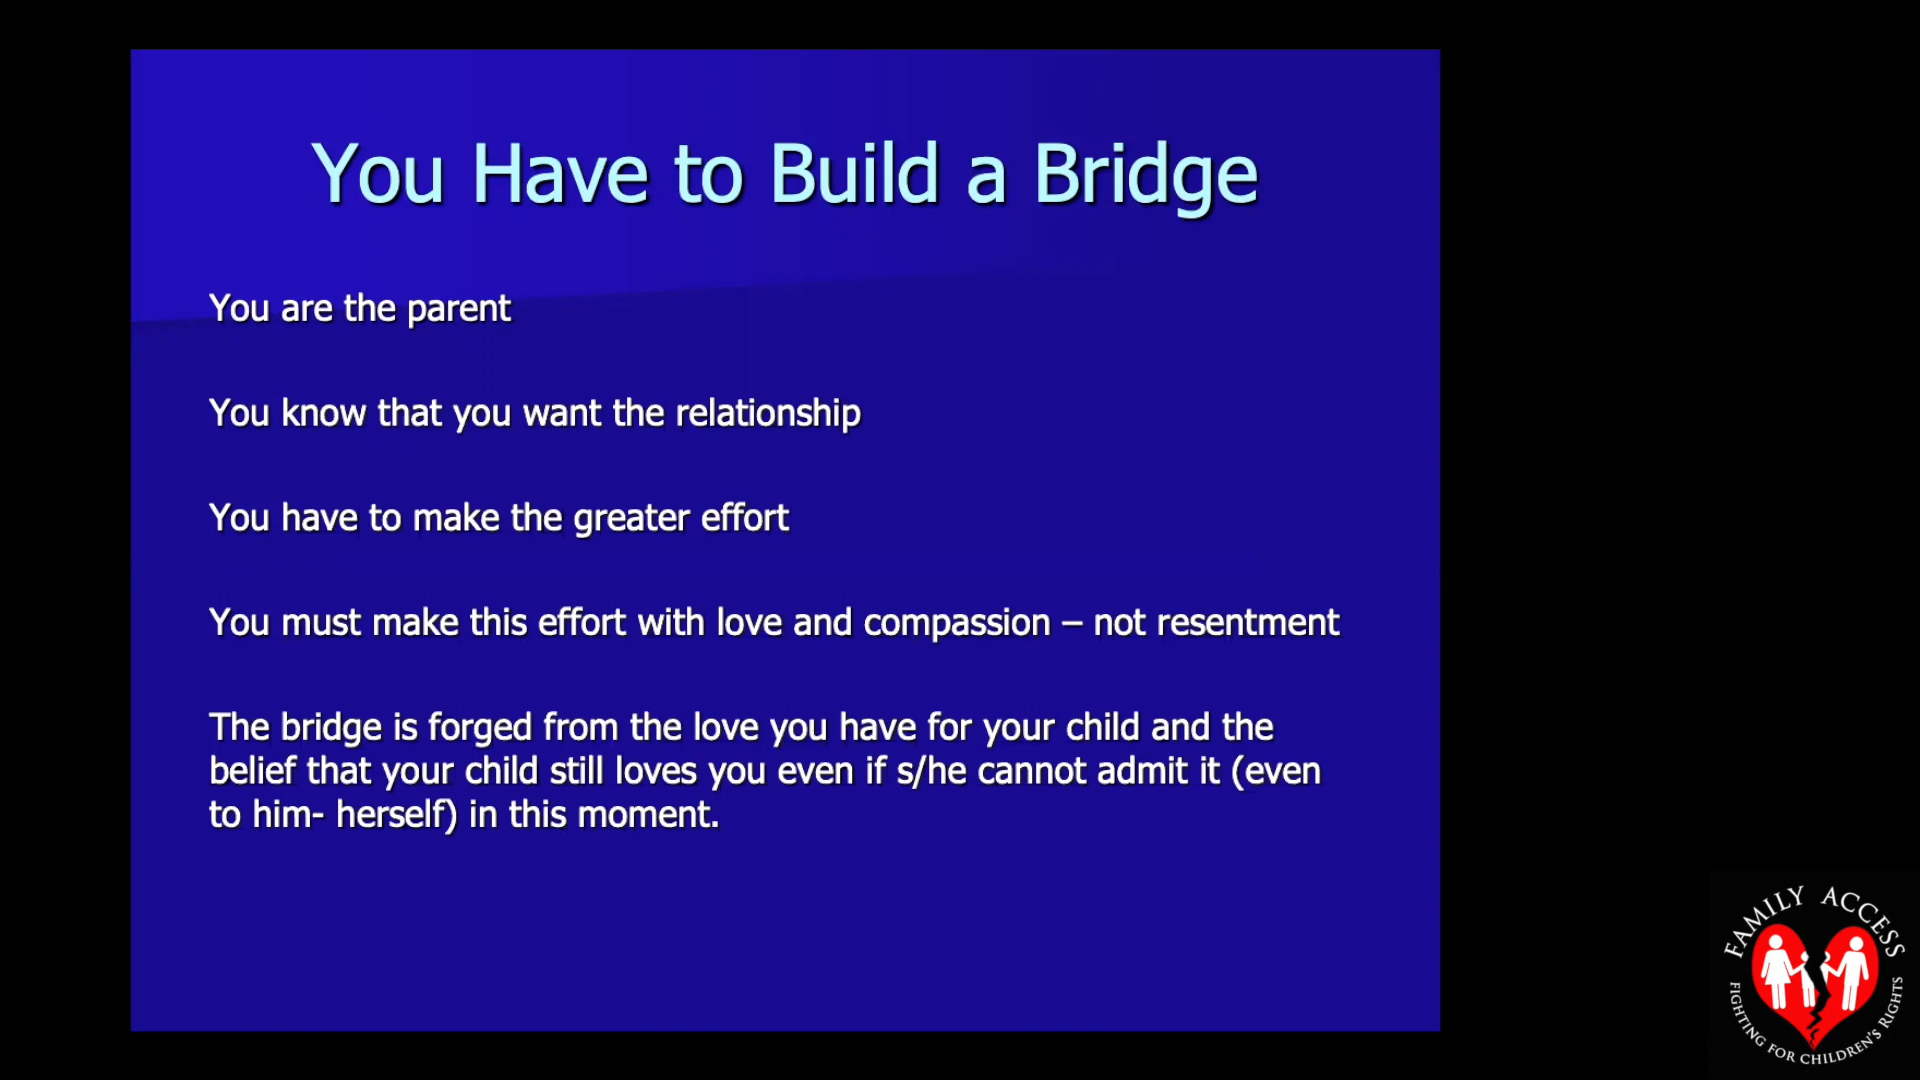 You Have to Build a Bridge
You are the parent
You know that you want the relationship
You have to make the greater effort
You must make this effort with love and compassion – not resentment
The bridge is forged from the love you have for your child and the
belief that your child still loves you even if s/he cannot admit it (even
to him- herself) in this moment.
FAMILY ACCESS
FIGHTING FOR CHILDREN'S RIGHTS